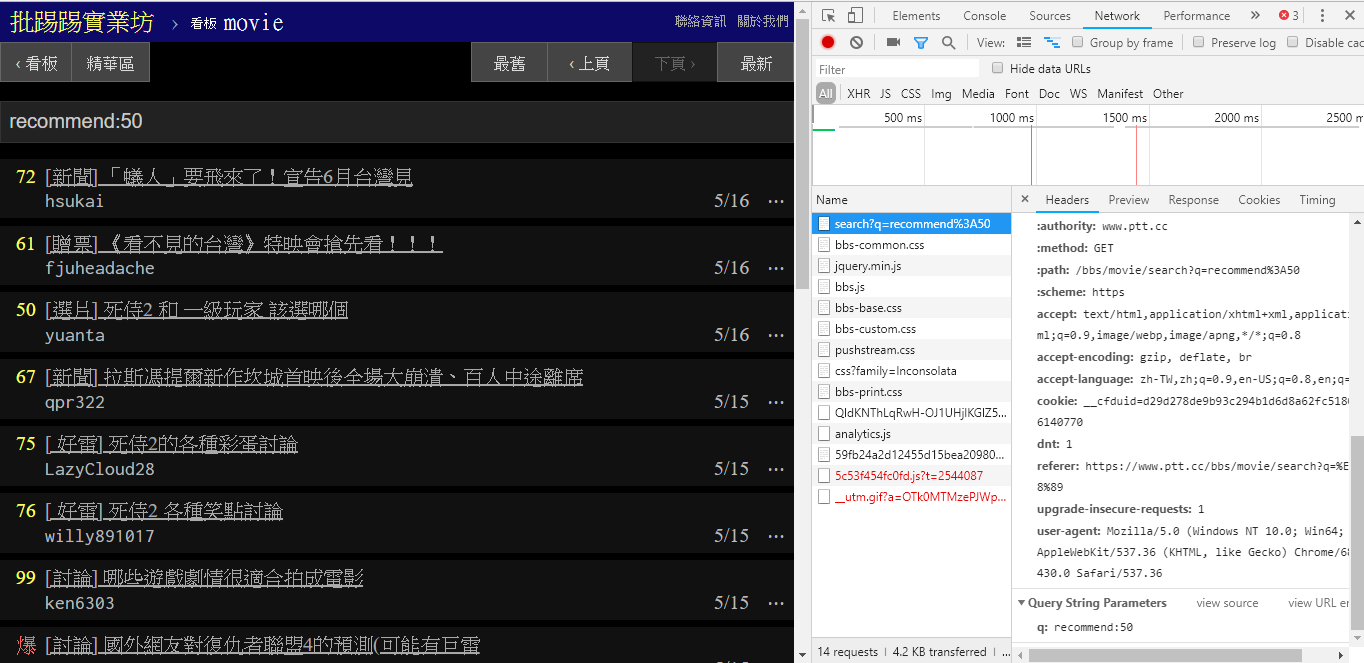 批踢踢實業坊 › 看板 movie 聯絡資訊 關於我們
‹ 看板 精華區 最舊 ‹ 上頁 下頁 › 最新
recommend:50
72 [新聞] 「蟻人」要飛來了！宣告6月台灣見
hsukai 5/16 ⋯
61 [贈票] 《看不見的台灣》特映會搶先看！！！
fjuheadache 5/16 ⋯
50 [選片] 死侍2 和 一級玩家 該選哪個
yuanta 5/16 ⋯
67 [新聞] 拉斯馮提爾新作坎城首映後全場大崩潰、百人中途離席
qpr322 5/15 ⋯
75 [ 好雷] 死侍2的各種彩蛋討論
LazyCloud28 5/15 ⋯
76 [ 好雷] 死侍2 各種笑點討論
willy891017 5/15 ⋯
99 [討論] 哪些遊戲劇情很適合拍成電影
ken6303 5/15 ⋯
爆 [討論] 國外網友對復仇者聯盟4的預測(可能有巨雷
Elements Console Sources Network Performance » 3
View: Group by frame Preserve log Disable cac
Filter Hide data URLs
All XHR JS CSS Img Media Font Doc WS Manifest Other
500 ms 1000 ms 1500 ms 2000 ms 2500 m
Name
search?q=recommend%3A50
bbs-common.css
jquery.min.js
bbs.js
bbs-base.css
bbs-custom.css
pushstream.css
css?family=Inconsolata
bbs-print.css
QldKNThLqRwH-OJ1UHjlKGlZ5...
analytics.js
59fb24a2d12455d15bea20980...
5c53f454fc0fd.js?t=2544087
__utm.gif?a=OTk0MTMzePJWp...
14 requests | 4.2 KB transferred | ...
× Headers Preview Response Cookies Timing
:authority: www.ptt.cc
:method: GET
:path: /bbs/movie/search?q=recommend%3A50
:scheme: https
accept: text/html,application/xhtml+xml,applicati
ml;q=0.9,image/webp,image/apng,*/*;q=0.8
accept-encoding: gzip, deflate, br
accept-language: zh-TW,zh;q=0.9,en-US;q=0.8,en;q=
cookie: __cfduid=d29d278de9b93c294b1d6d8a62fc518
6140770
dnt: 1
referer: https://www.ptt.cc/bbs/movie/search?q=%E
8%89
upgrade-insecure-requests: 1
user-agent: Mozilla/5.0 (Windows NT 10.0; Win64;
AppleWebKit/537.36 (KHTML, like Gecko) Chrome/6
430.0 Safari/537.36
Query String Parameters view source view URL en
q: recommend:50